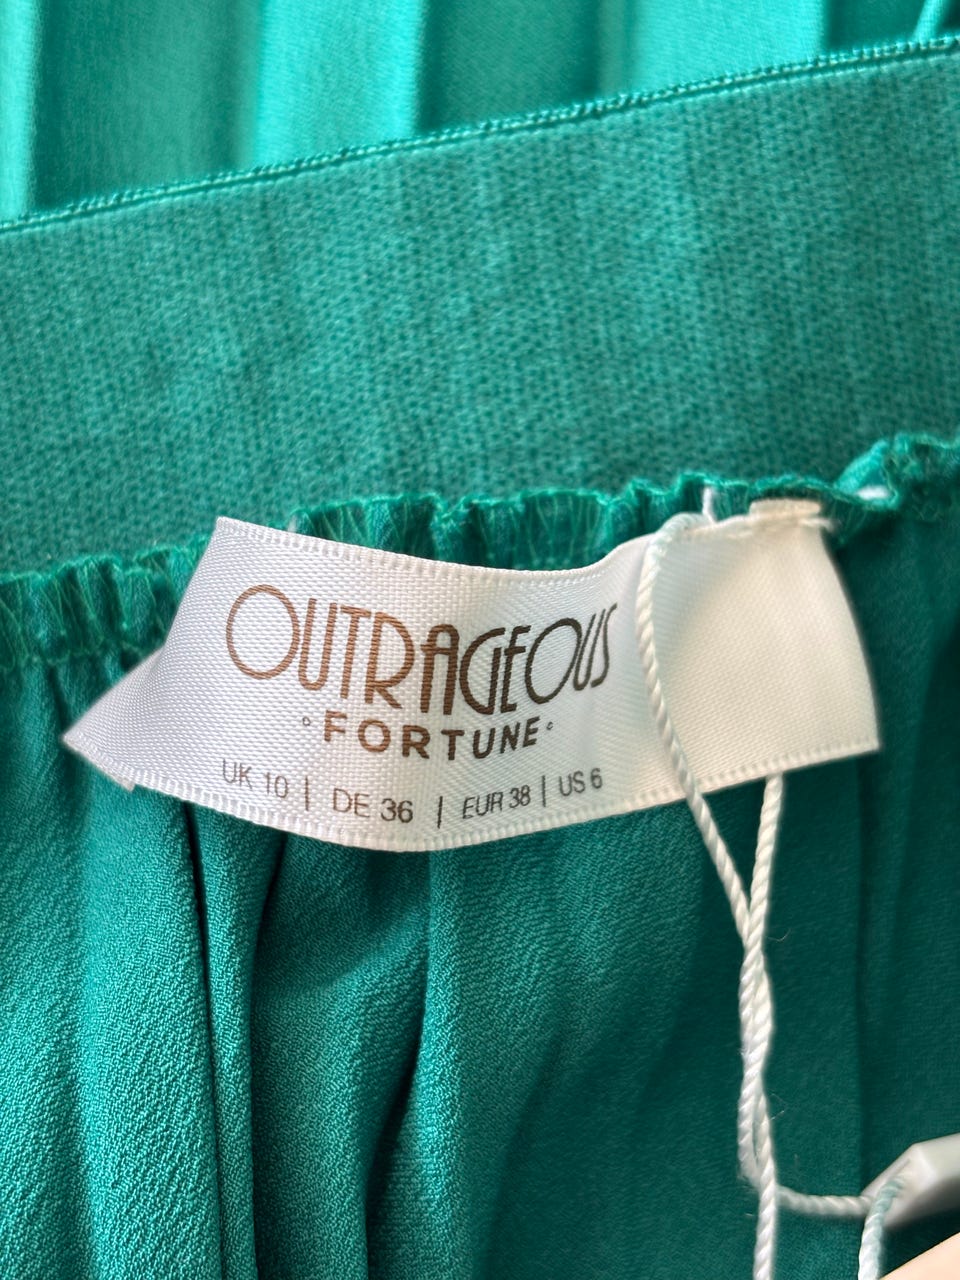 OUTRAGEOUS
°FORTUNE°
UK 10 | DE 36 | EUR 38 | US 6